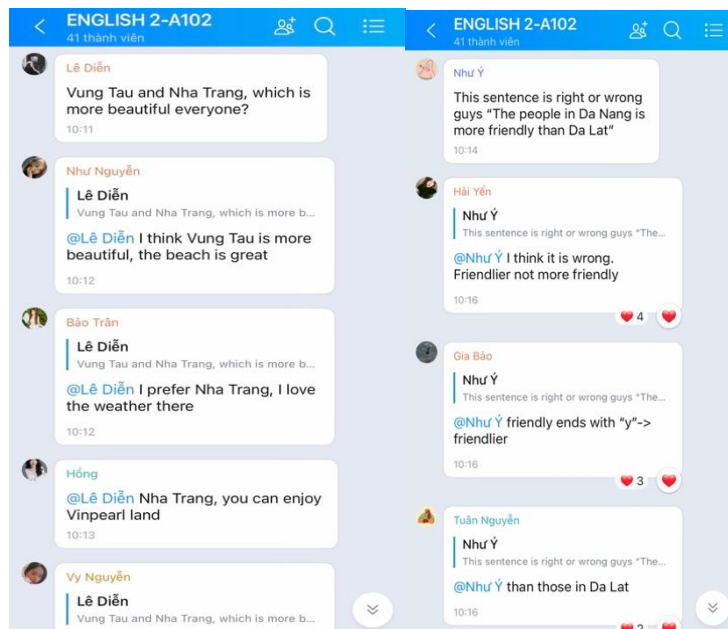 ENGLISH 2-A102
41 thành viên
Lê Diễn
Vung Tau and Nha Trang, which is
more beautiful everyone?
10:11
Như Nguyễn
Lê Diễn
Vung Tau and Nha Trang, which is more b...
@Lê Diễn I think Vung Tau is more
beautiful, the beach is great
10:12
Bảo Trân
Lê Diễn
Vung Tau and Nha Trang, which is more b...
@Lê Diễn I prefer Nha Trang, I love
the weather there
10:12
Hồng
@Lê Diễn Nha Trang, you can enjoy
Vinpearl land
10:13
Vy Nguyễn
Lê Diễn
Vung Tau and Nha Trang, which is more b...
ENGLISH 2-A102
41 thành viên
Như Ý
This sentence is right or wrong
guys “The people in Da Nang is
more friendly than Da Lat”
10:14
Hải Yến
Như Ý
This sentence is right or wrong guys “The...
@Như Ý I think it is wrong.
Friendlier not more friendly
10:16
4
Gia Bảo
Như Ý
This sentence is right or wrong guys “The...
@Như Ý friendly ends with “y”->
friendlier
10:16
3
Tuân Nguyễn
Như Ý
This sentence is right or wrong guys “The...
@Như Ý than those in Da Lat
10:16
2